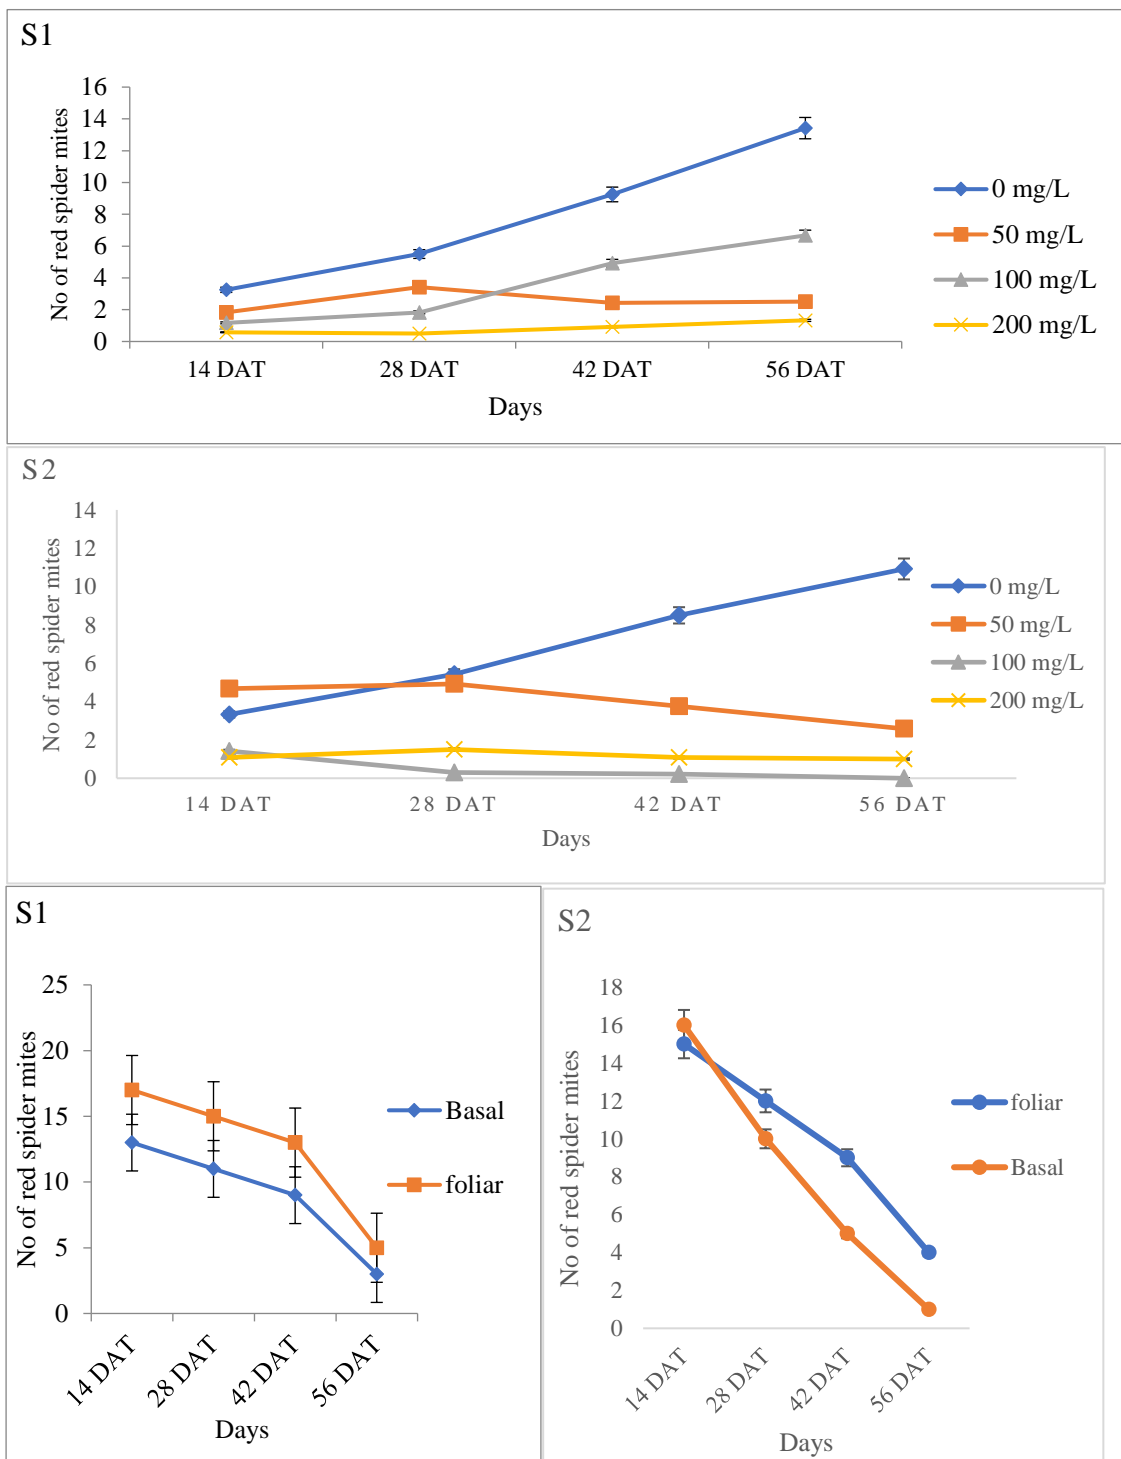 S1
16
14
12
10
8
6
4
2
0
No of red spider mites
14 DAT
28 DAT
42 DAT
56 DAT
Days
0 mg/L
50 mg/L
100 mg/L
200 mg/L
S2
14
12
10
8
6
4
2
0
No of red spider mites
14 DAT
28 DAT
42 DAT
56 DAT
Days
0 mg/L
50 mg/L
100 mg/L
200 mg/L
S1
25
20
15
10
5
0
No of red spider mites
14 DAT
28 DAT
42 DAT
56 DAT
Days
Basal
foliar
S2
18
16
14
12
10
8
6
4
2
0
No of red spider mites
14 DAT
28 DAT
42 DAT
56 DAT
Days
foliar
Basal